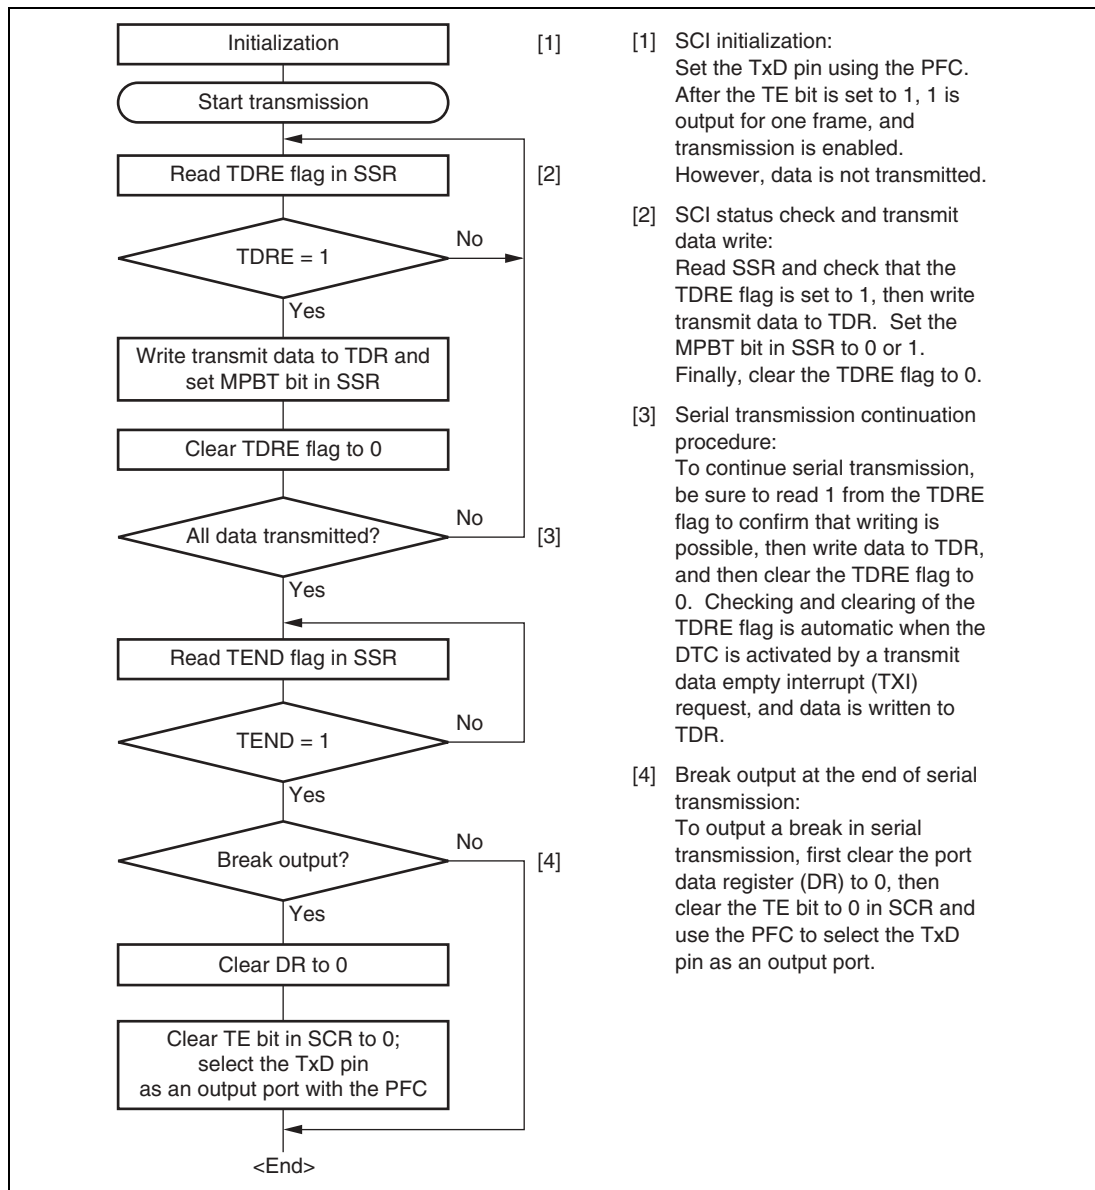 Initialization
[1]
Start transmission
Read TDRE flag in SSR
[2]
TDRE = 1
No
Yes
Write transmit data to TDR and
set MPBT bit in SSR
Clear TDRE flag to 0
All data transmitted?
No
[3]
Yes
Read TEND flag in SSR
TEND = 1
No
Yes
Break output?
No
[4]
Yes
Clear DR to 0
Clear TE bit in SCR to 0;
select the TxD pin
as an output port with the PFC
<End>
[1] SCI initialization:
Set the TxD pin using the PFC.
After the TE bit is set to 1, 1 is
output for one frame, and
transmission is enabled.
However, data is not transmitted.
[2] SCI status check and transmit
data write:
Read SSR and check that the
TDRE flag is set to 1, then write
transmit data to TDR. Set the
MPBT bit in SSR to 0 or 1.
Finally, clear the TDRE flag to 0.
[3] Serial transmission continuation
procedure:
To continue serial transmission,
be sure to read 1 from the TDRE
flag to confirm that writing is
possible, then write data to TDR,
and then clear the TDRE flag to
0. Checking and clearing of the
TDRE flag is automatic when the
DTC is activated by a transmit
data empty interrupt (TXI)
request, and data is written to
TDR.
[4] Break output at the end of serial
transmission:
To output a break in serial
transmission, first clear the port
data register (DR) to 0, then
clear the TE bit to 0 in SCR and
use the PFC to select the TxD
pin as an output port.